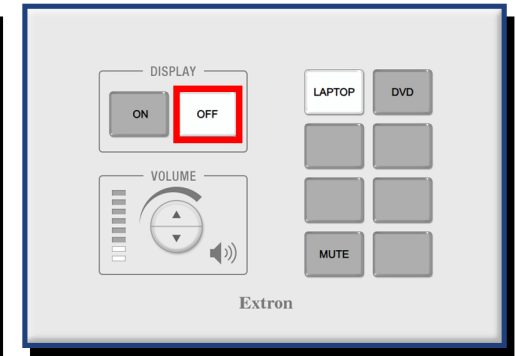 DISPLAY
ON OFF
LAPTOP DVD
VOLUME
MUTE
Extron